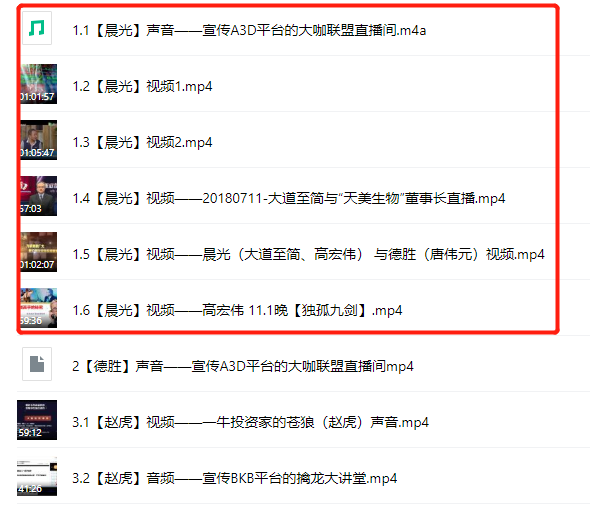 1.1【晨光】声音——宣传A3D平台的大咖联盟直播间.m4a
01:01:57
1.2【晨光】视频1.mp4
01:05:47
1.3【晨光】视频2.mp4
57:03
1.4【晨光】视频——20180711-大道至简与“天美生物”董事长直播.mp4
01:02:07
1.5【晨光】视频——晨光（大道至简、高宏伟） 与德胜（唐伟元）视频.mp4
59:36
1.6【晨光】视频——高宏伟 11.1晚【独孤九剑】.mp4
2【德胜】声音——宣传A3D平台的大咖联盟直播间mp4
59:12
3.1【赵虎】视频——一牛投资家的苍狼（赵虎）声音.mp4
41:26
3.2【赵虎】音频——宣传BKB平台的擒龙大讲堂.mp4